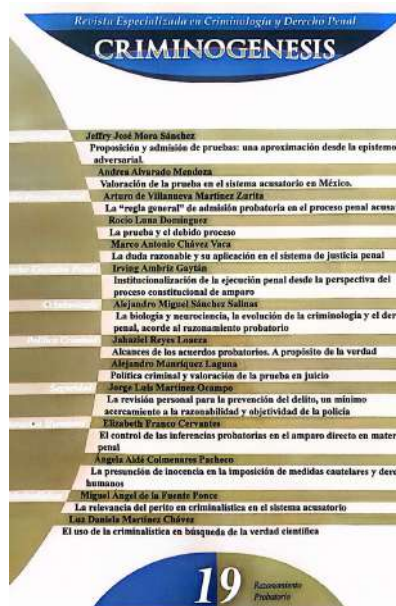 Revista Especializada en Criminología y Derecho Penal
CRIMINOGENESIS
Jeffry José Mora Sánchez
Proposición y admisión de pruebas: una aproximación desde la epistemo
adversarial.
Andrea Alvarado Mendoza
Valoración de la prueba en el sistema acusatorio en México.
Arturo de Villanueva Martínez Zurita
La “regla general” de admisión probatoria en el proceso penal acusa
Rocío Luna Domínguez
La prueba y el debido proceso
Marco Antonio Chávez Vaca
La duda razonable y su aplicación en el sistema de justicia penal
Irving Ambriz Gaytán
Institucionalización de la ejecución penal desde la perspectiva del
proceso constitucional de amparo
Alejandro Miguel Sánchez Salinas
La biología y neurociencia, la evolución de la criminología y el der
penal, acorde al razonamiento probatorio
Política Criminal
Jahaziel Reyes Loaeza
Alcances de los acuerdos probatorios. A propósito de la verdad
Alejandro Manríquez Laguna
Política criminal y valoración de la prueba en juicio
Seguridad
Jorge Luis Martínez Ocampo
La revisión personal para la prevención del delito, un mínimo
acercamiento a la razonabilidad y objetividad de la policía
Elizabeth Franco Cervantes
El control de las inferencias probatorias en el amparo directo en mater
penal
Ángela Aidé Colmenares Pacheco
La presunción de inocencia en la imposición de medidas cautelares y dere
humanos
Miguel Ángel de la Fuente Ponce
La relevancia del perito en criminalística en el sistema acusatorio
Luz Daniela Martínez Chávez
El uso de la criminalística en búsqueda de la verdad científica
19
Razonamiento
Probatorio